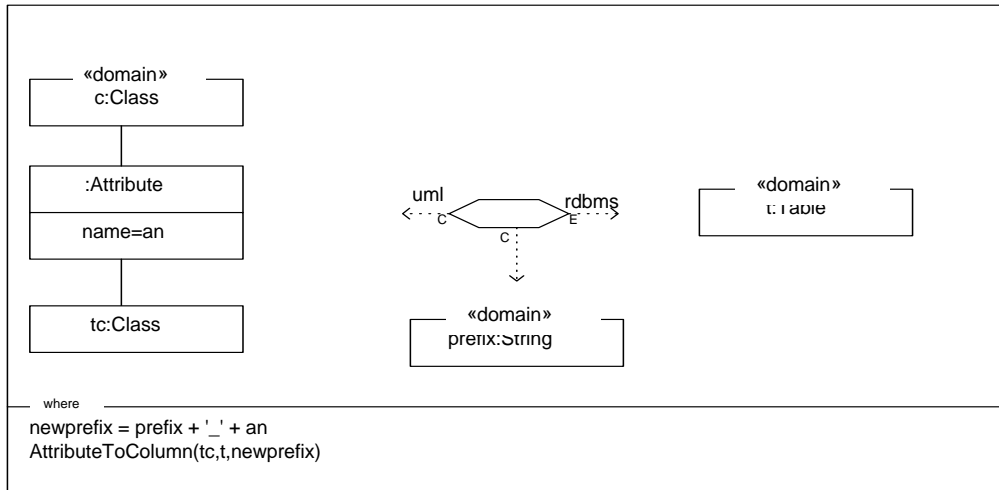 «domain»
c:Class
:Attribute
name=an
tc:Class
uml
rdbms
C
E
C
«domain»
t:Table
«domain»
prefix:String
where
newprefix = prefix + '_' + an
AttributeToColumn(tc,t,newprefix)